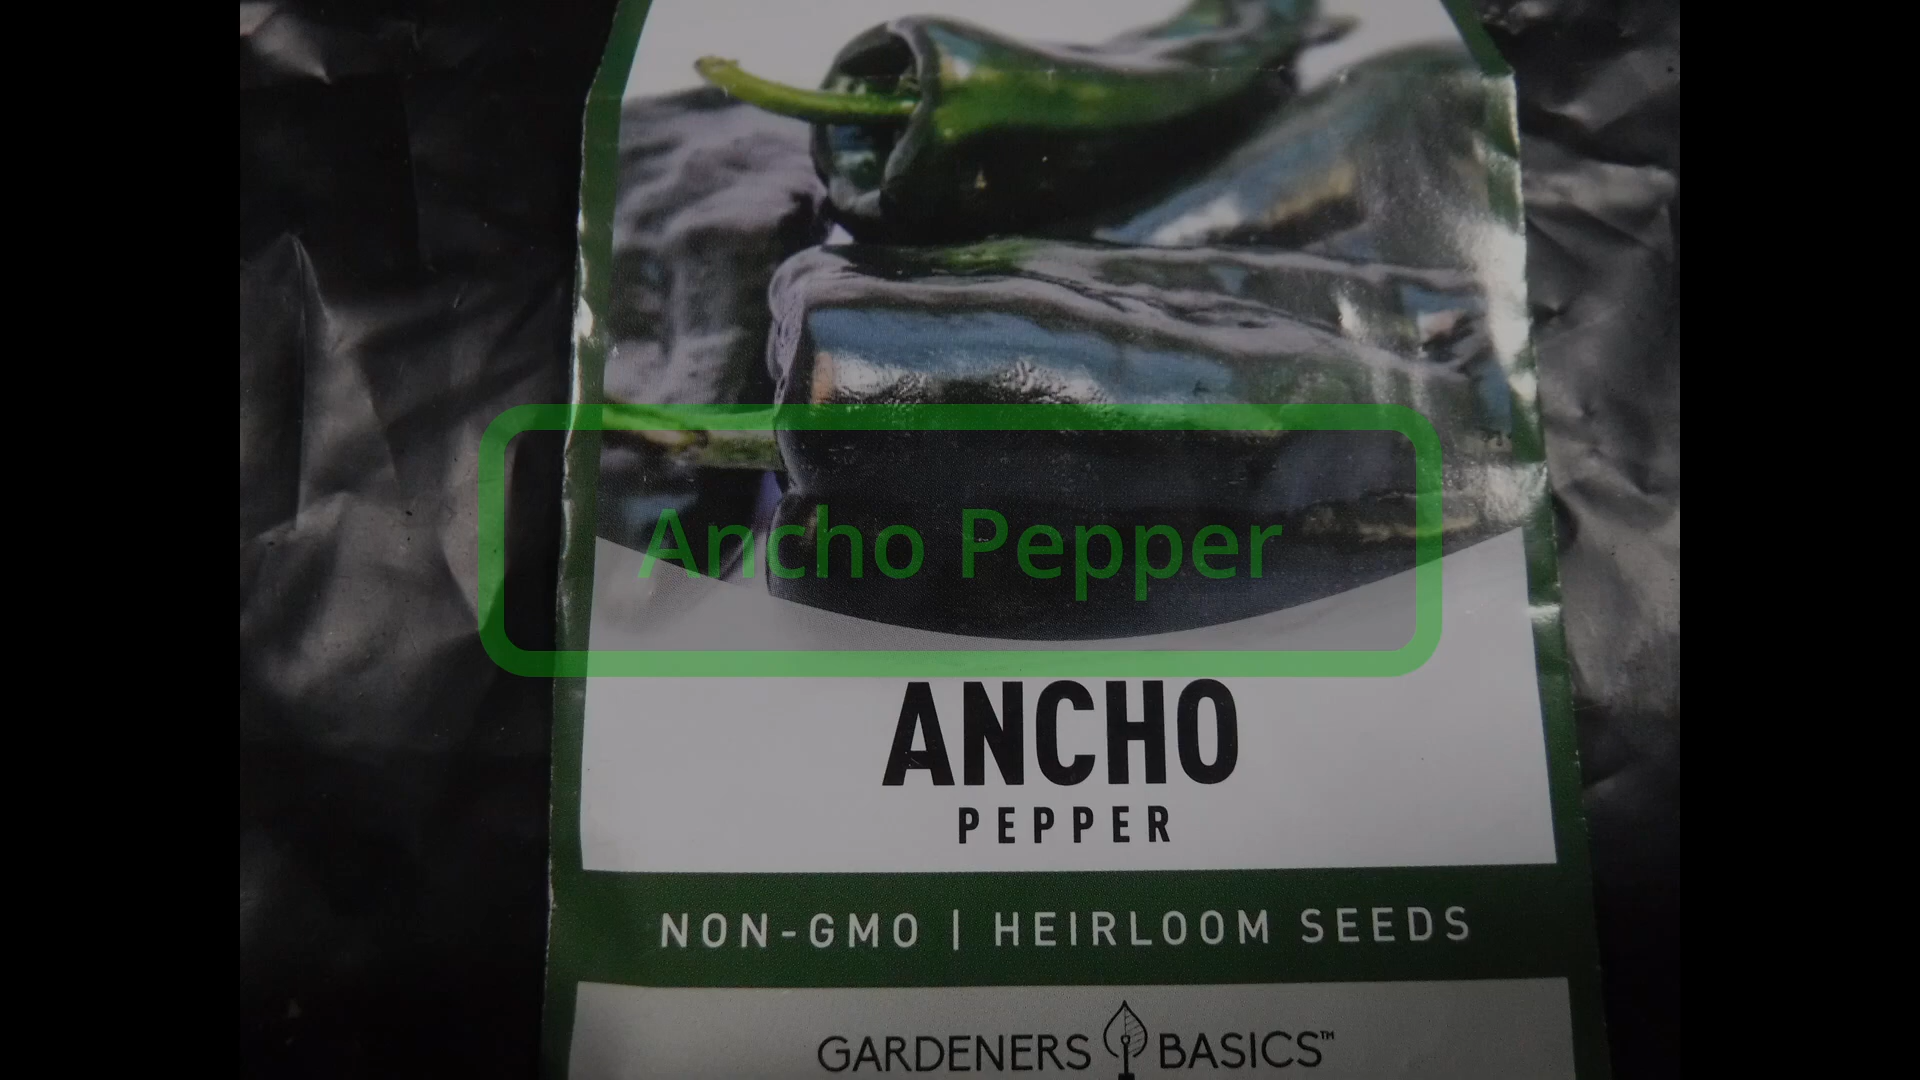 Ancho Pepper
ANCHO
PEPPER
NON-GMO | HEIRLOOM SEEDS
GARDENERS BASICS™